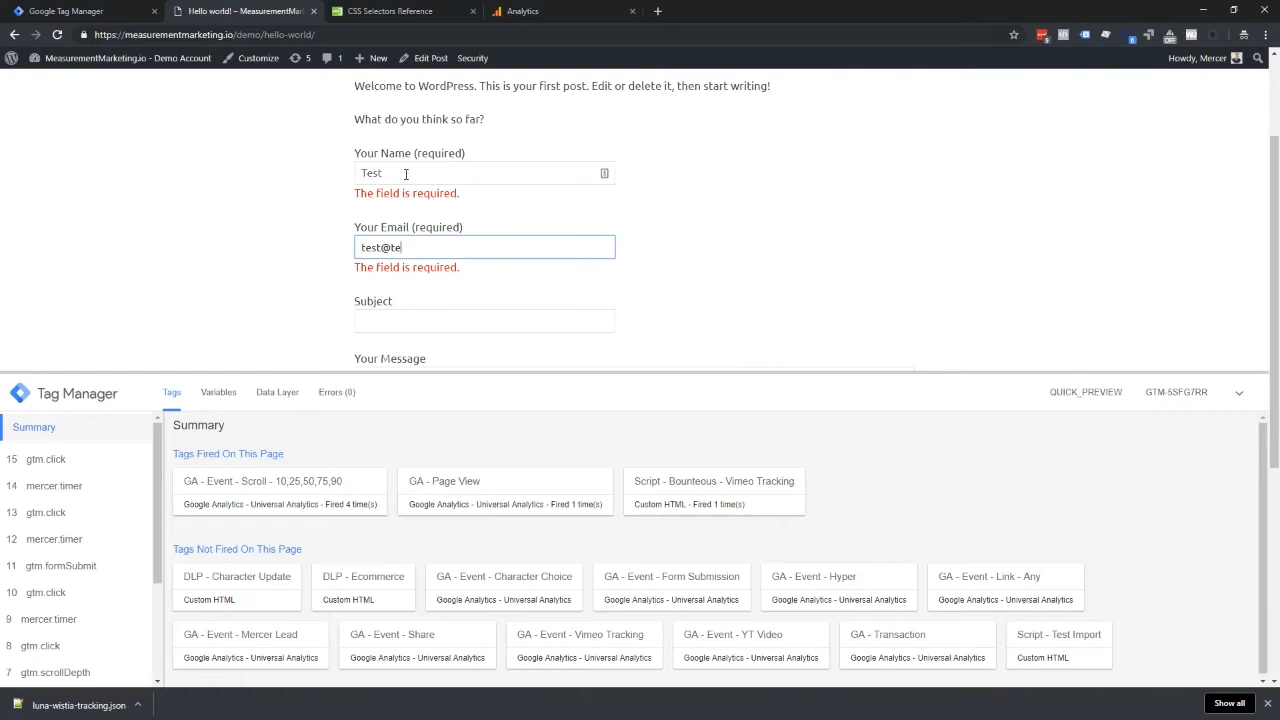 Google Tag Manager
Hello world! – MeasurementMar
CSS Selectors Reference
Analytics
https://measurementmarketing.io/demo/hello-world/
MeasurementMarketing.io - Demo Account
Customize
5
1
New
Edit Post
Security
Howdy, Mercer
Welcome to WordPress. This is your first post. Edit or delete it, then start writing!
What do you think so far?
Your Name (required)
Test
The field is required.
Your Email (required)
test@te
The field is required.
Subject
Your Message
Tag Manager
Tags
Variables
Data Layer
Errors (0)
QUICK_PREVIEW
GTM-5SFG7RR
Summary
15 gtm.click
14 mercer.timer
13 gtm.click
12 mercer.timer
11 gtm.formSubmit
10 gtm.click
9 mercer.timer
8 gtm.click
7 gtm.scrollDepth
Summary
Tags Fired On This Page
GA - Event - Scroll - 10,25,50,75,90
Google Analytics - Universal Analytics - Fired 4 time(s)
GA - Page View
Google Analytics - Universal Analytics - Fired 1 time(s)
Script - Bounteous - Vimeo Tracking
Custom HTML - Fired 1 time(s)
Tags Not Fired On This Page
DLP - Character Update
Custom HTML
DLP - Ecommerce
Custom HTML
GA - Event - Character Choice
Google Analytics - Universal Analytics
GA - Event - Form Submission
Google Analytics - Universal Analytics
GA - Event - Hyper
Google Analytics - Universal Analytics
GA - Event - Link - Any
Google Analytics - Universal Analytics
GA - Event - Mercer Lead
Google Analytics - Universal Analytics
GA - Event - Share
Google Analytics - Universal Analytics
GA - Event - Vimeo Tracking
Google Analytics - Universal Analytics
GA - Event - YT Video
Google Analytics - Universal Analytics
GA - Transaction
Google Analytics - Universal Analytics
Script - Test Import
Custom HTML
luna-wistia-tracking.json
Show all